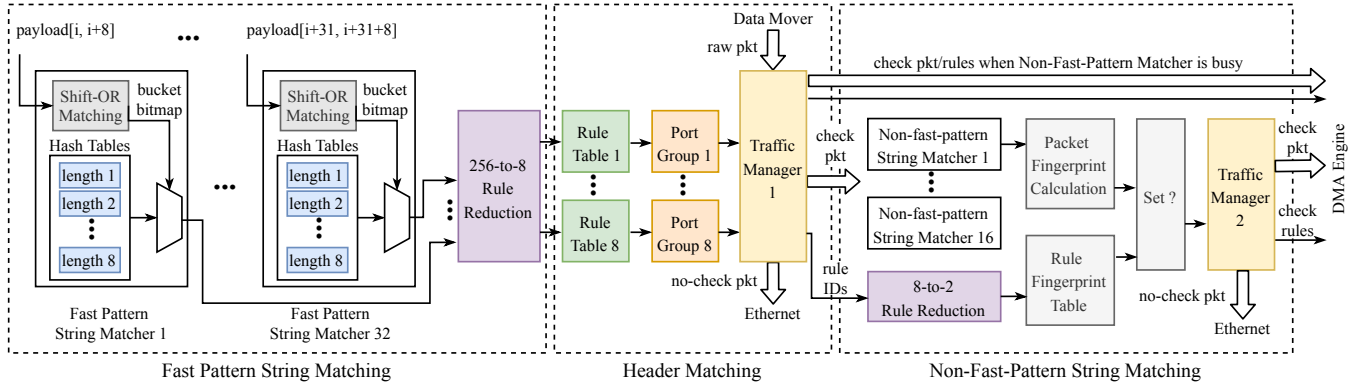 payload[i, i+8]
•••
payload[i+31, i+31+8]
Shift-OR
Matching
bucket
bitmap
Hash Tables
length 1
length 2
•••
length 8
Fast Pattern
String Matcher 1
•••
Shift-OR
Matching
bucket
bitmap
Hash Tables
length 1
length 2
•••
length 8
Fast Pattern
String Matcher 32
•••
256-to-8
Rule
Reduction
Fast Pattern String Matching
Data Mover
raw pkt
Rule
Table 1
•••
Rule
Table 8
Port
Group 1
•••
Port
Group 8
Traffic
Manager
1
no-check pkt
Ethernet
Header Matching
check pkt/rules when Non-Fast-Pattern Matcher is busy
check
pkt
rule
IDs
Non-fast-pattern
String Matcher 1
•••
Non-fast-pattern
String Matcher 16
8-to-2
Rule Reduction
Packet
Fingerprint
Calculation
Rule
Fingerprint
Table
Set ?
Traffic
Manager
2
check
pkt
check
rules
no-check pkt
Ethernet
DMA Engine
Non-Fast-Pattern String Matching